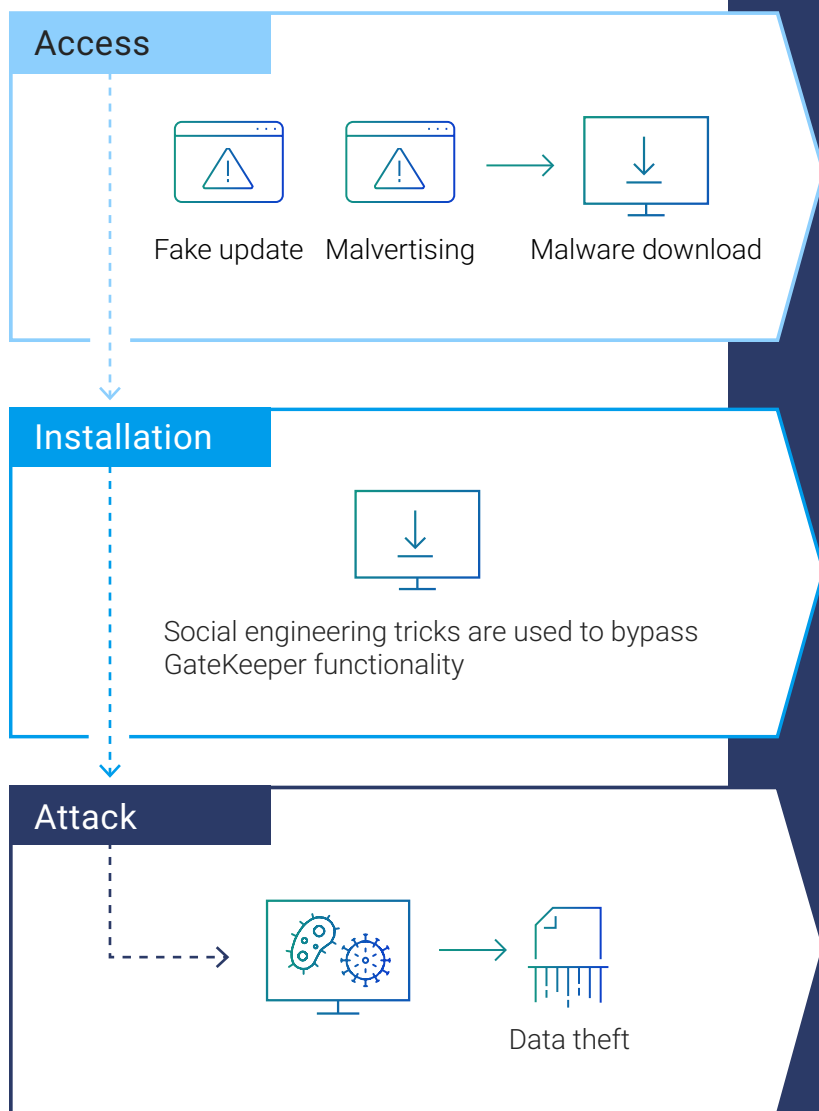 Access
Fake update
Malvertising
Malware download
Installation
Social engineering tricks are used to bypass
GateKeeper functionality
Attack
Data theft